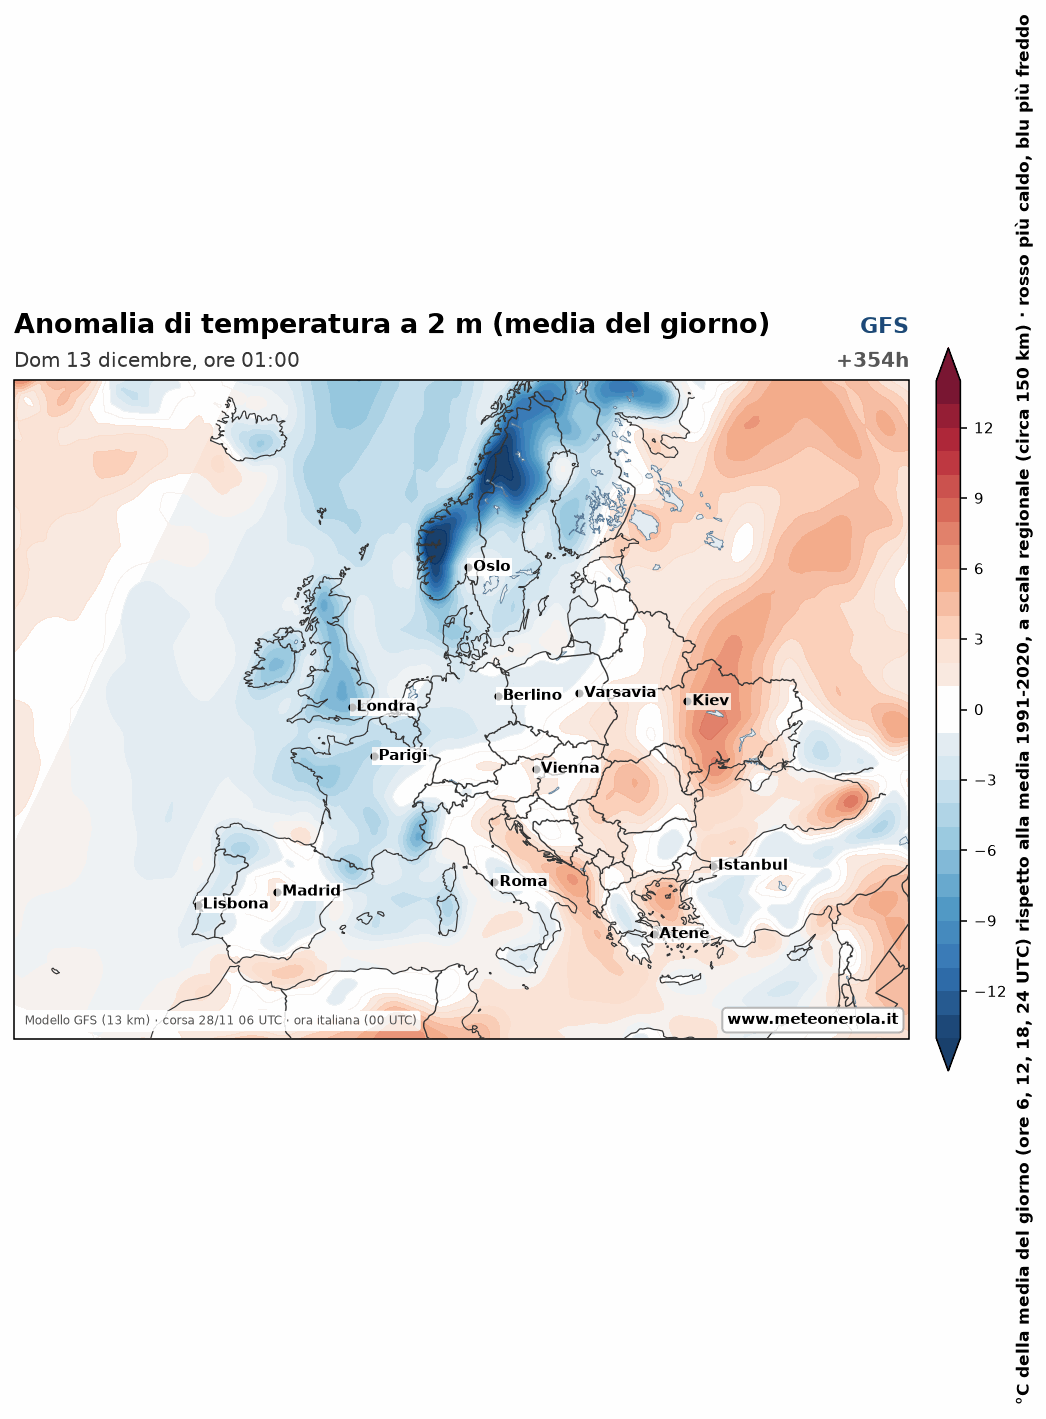 Anomalia di temperatura a 2 m (media del giorno)
GFS
Dom 13 dicembre, ore 01:00
+354h
Oslo
Londra
Berlino
Varsavia
Kiev
Parigi
Vienna
Istanbul
Roma
Madrid
Lisbona
Atene
Modello GFS (13 km) · corsa 28/11 06 UTC · ora italiana (00 UTC)
www.meteonerola.it
12
9
6
3
0
−3
−6
−9
−12
°C della media del giorno (ore 6, 12, 18, 24 UTC) rispetto alla media 1991-2020, a scala regionale (circa 150 km) · rosso più caldo, blu più freddo